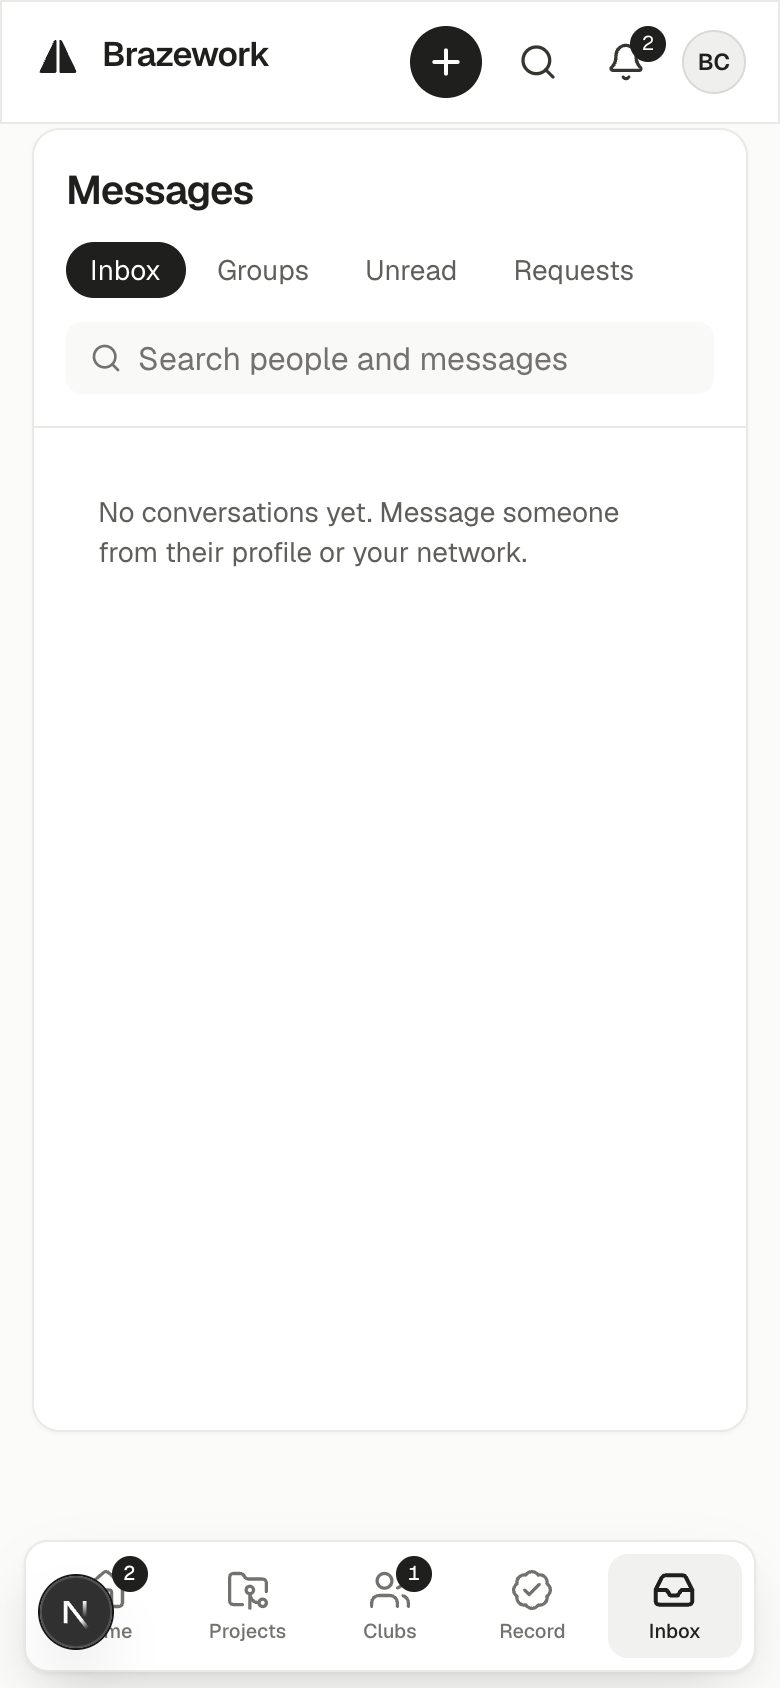 Brazework
2
BC
Messages
Inbox
Groups
Unread
Requests
Search people and messages
No conversations yet. Message someone
from their profile or your network.
2
N
me
Projects
1
Clubs
Record
Inbox